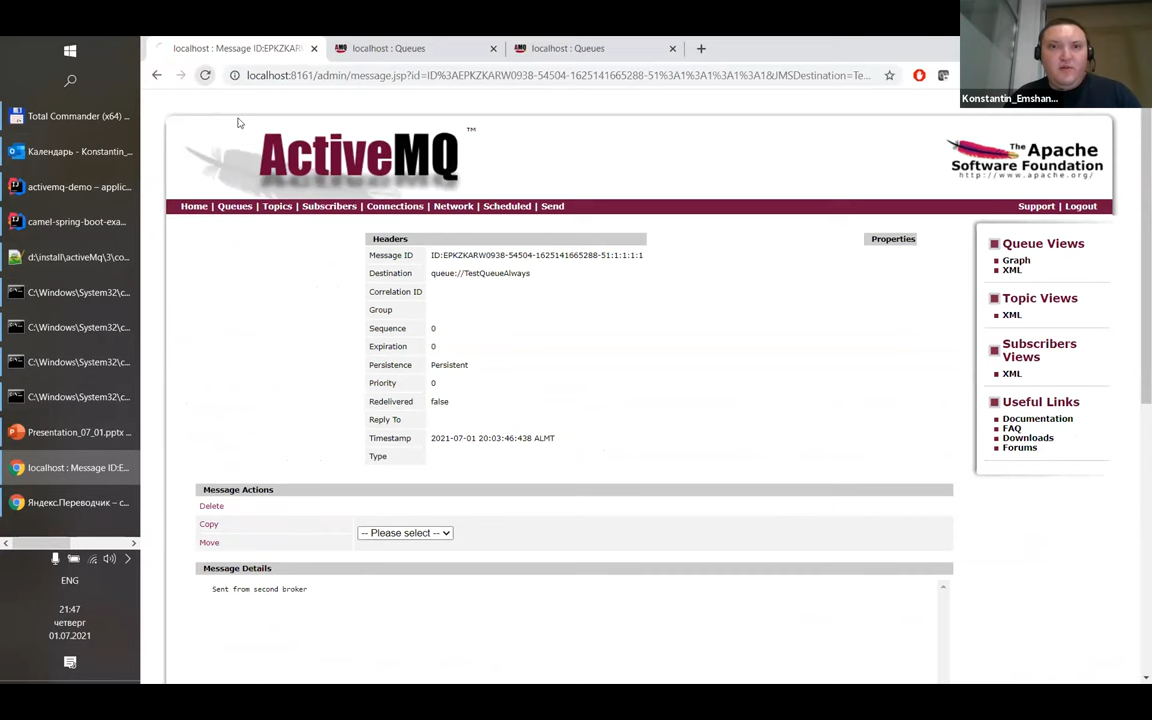 localhost : Message ID:EPKZKAR
localhost : Queues
localhost : Queues
localhost:8161/admin/message.jsp?id=ID%3AEPKZKARW0938-54504-1625141665288-51%3A1%3A1%3A1%3A1&JMSDestination=Te...
Konstantin_Emshan...
Total Commander (x64) ...
Календарь - Konstantin_...
activemq-demo – applic...
camel-spring-boot-exa...
d:\install\activeMq\3\co...
C:\Windows\System32\c...
C:\Windows\System32\c...
C:\Windows\System32\c...
C:\Windows\System32\c...
Presentation_07_01.pptx ...
localhost : Message ID:E...
Яндекс.Переводчик – с...
ENG
21:47
четверг
01.07.2021
ActiveMQ™
The Apache
Software Foundation
http://www.apache.org/
Home | Queues | Topics | Subscribers | Connections | Network | Scheduled | Send
Support | Logout
Headers
Message ID ID:EPKZKARW0938-54504-1625141665288-51:1:1:1:1
Destination queue://TestQueueAlways
Correlation ID
Group
Sequence 0
Expiration 0
Persistence Persistent
Priority 0
Redelivered false
Reply To
Timestamp 2021-07-01 20:03:46:438 ALMT
Type
Properties
Message Actions
Delete
Copy
-- Please select --
Move
Message Details
Sent from second broker
Queue Views
Graph
XML
Topic Views
XML
Subscribers
Views
XML
Useful Links
Documentation
FAQ
Downloads
Forums